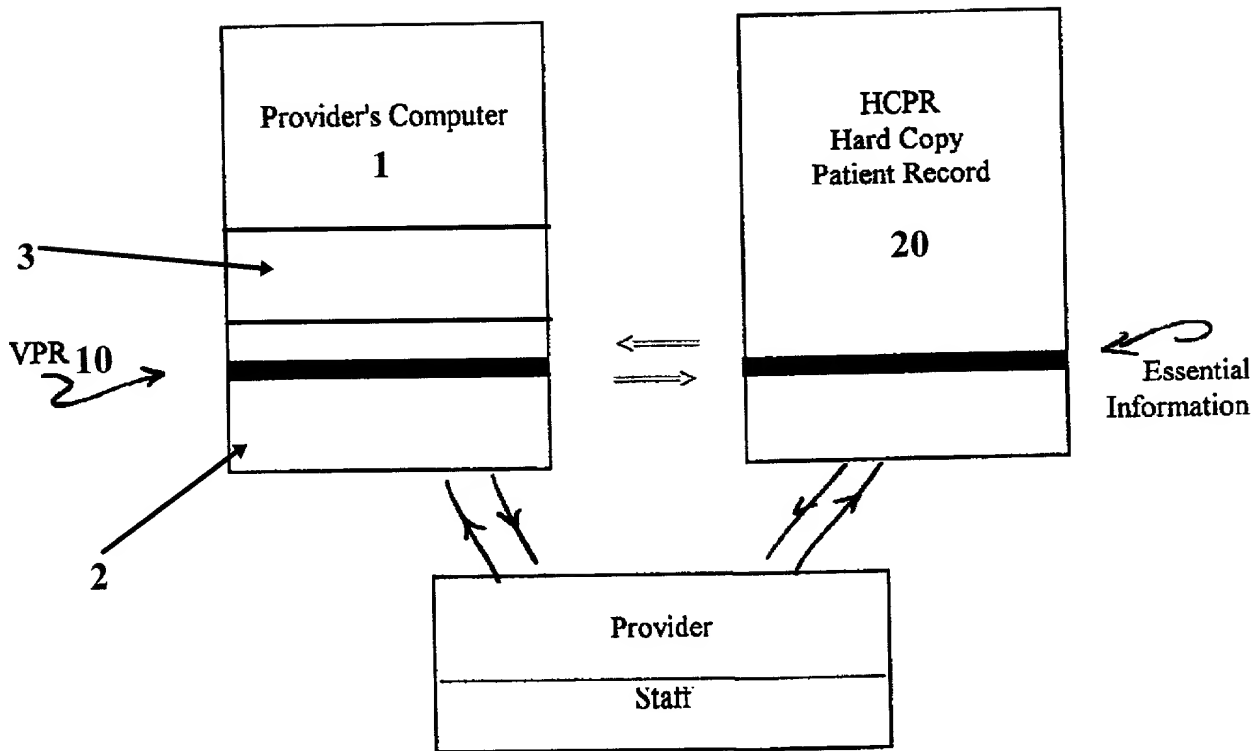 Provider's Computer
1
HCPR
Hard Copy
Patient Record
20
3
VPR 10
Essential
Information
2
Provider
Staff